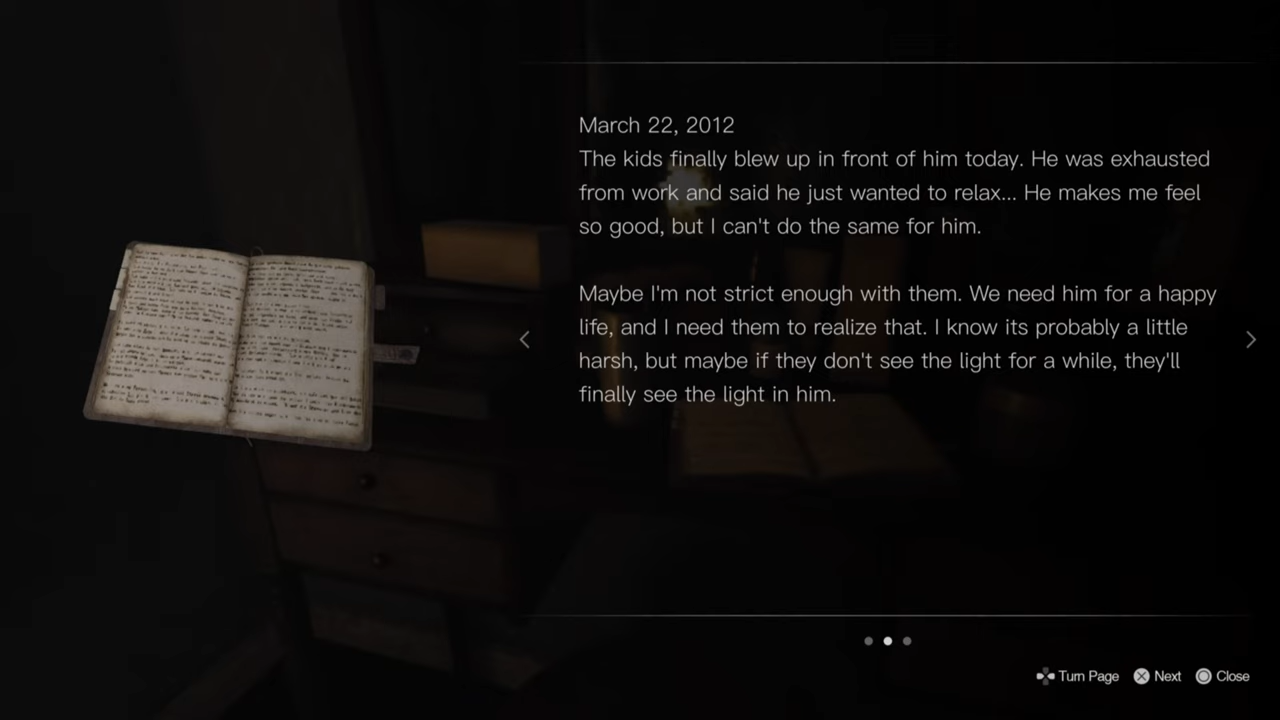 March 22, 2012
The kids finally blew up in front of him today. He was exhausted
from work and said he just wanted to relax... He makes me feel
so good, but I can't do the same for him.
Maybe I'm not strict enough with them. We need him for a happy
life, and I need them to realize that. I know its probably a little
harsh, but maybe if they don't see the light for a while, they'll
finally see the light in him.
Turn Page Next Close